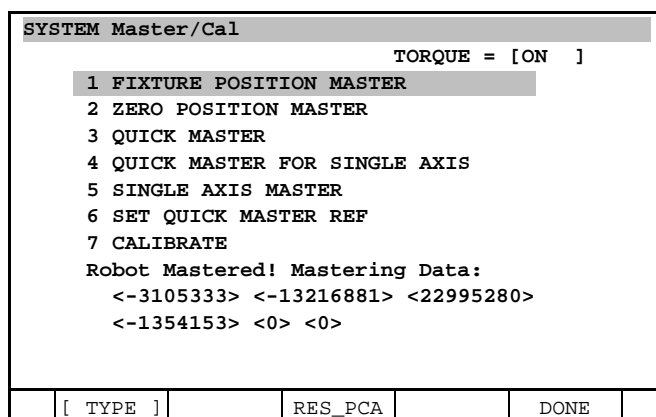 SYSTEM Master/Cal
TORQUE = [ON ]
1 FIXTURE POSITION MASTER
2 ZERO POSITION MASTER
3 QUICK MASTER
4 QUICK MASTER FOR SINGLE AXIS
5 SINGLE AXIS MASTER
6 SET QUICK MASTER REF
7 CALIBRATE
Robot Mastered! Mastering Data:
<-3105333> <-13216881> <22995280>
<-1354153> <0> <0>
[ TYPE ] RES_PCA DONE